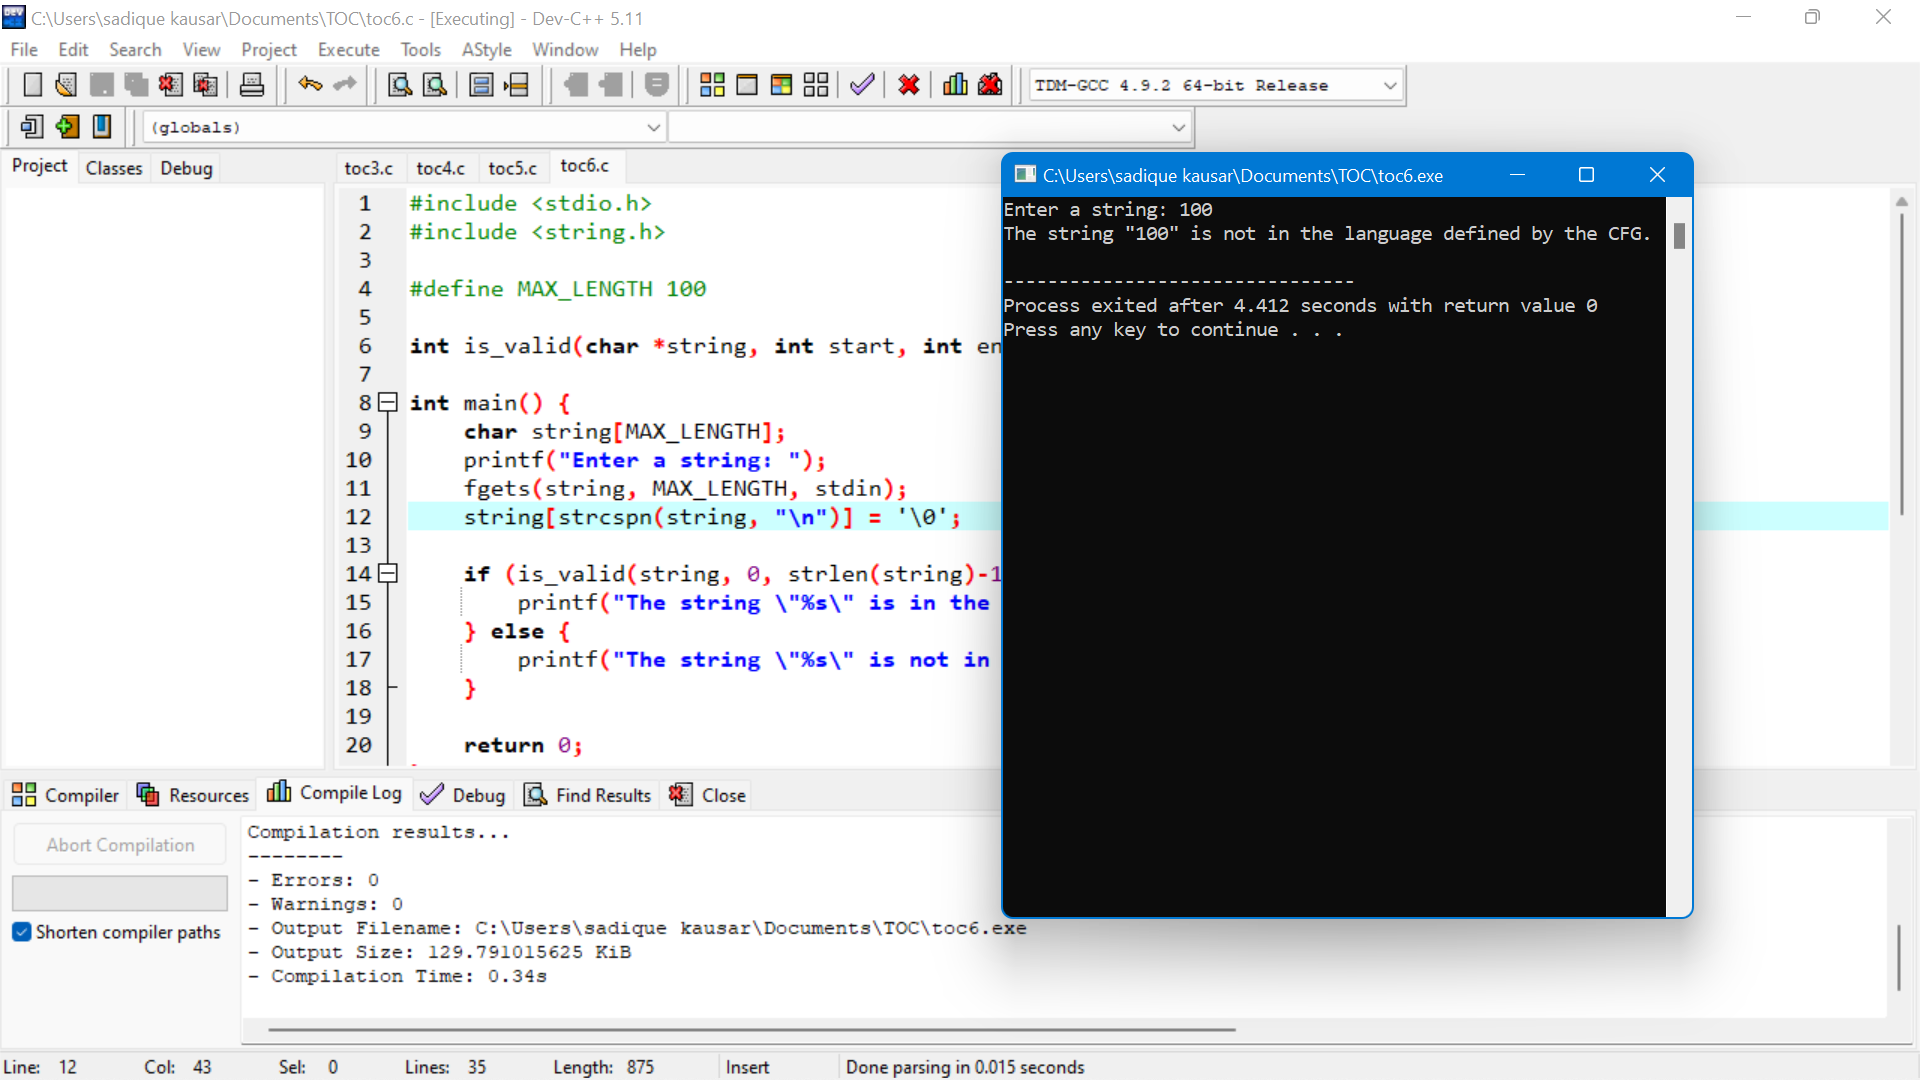 C:\Users\sadique kausar\Documents\TOC\toc6.c - [Executing] - Dev-C++ 5.11
File Edit Search View Project Execute Tools AStyle Window Help
TDM-GCC 4.9.2 64-bit Release
(globals)
Project Classes Debug
toc3.c toc4.c toc5.c toc6.c
1 #include <stdio.h>
2 #include <string.h>
3
4 #define MAX_LENGTH 100
5
6 int is_valid(char *string, int start, int en
7
8 int main() {
9 char string[MAX_LENGTH];
10 printf("Enter a string: ");
11 fgets(string, MAX_LENGTH, stdin);
12 string[strcspn(string, "\n")] = '\0';
13
14 if (is_valid(string, 0, strlen(string)-1
15 printf("The string \"%s\" is in the
16 } else {
17 printf("The string \"%s\" is not in
18 }
19
20 return 0;
C:\Users\sadique kausar\Documents\TOC\toc6.exe
Enter a string: 100
The string "100" is not in the language defined by the CFG.
--------------------------------
Process exited after 4.412 seconds with return value 0
Press any key to continue . . .
Compiler Resources Compile Log Debug Find Results Close
Abort Compilation
Shorten compiler paths
Compilation results...
--------
- Errors: 0
- Warnings: 0
- Output Filename: C:\Users\sadique kausar\Documents\TOC\toc6.exe
- Output Size: 129.791015625 KiB
- Compilation Time: 0.34s
Line: 12 Col: 43 Sel: 0 Lines: 35 Length: 875 Insert Done parsing in 0.015 seconds